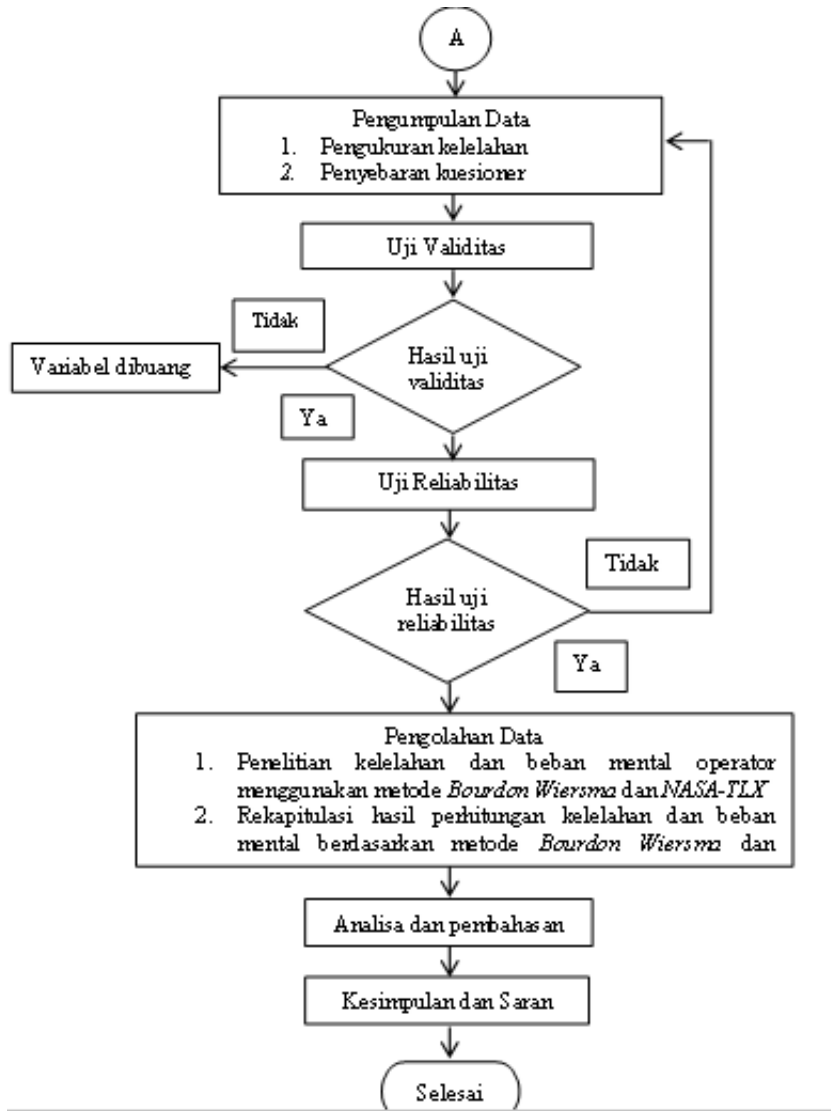 A
Pengumpulan Data
1. Pengukuran kelelahan
2. Penyebaran kuesioner
Uji Validitas
Tidak
Hasil uji
validitas
Variabel dibuang
Ya
Uji Reliabilitas
Tidak
Hasil uji
reliabilitas
Ya
Pengolahan Data
1. Penelitian kelelahan dan beban mental operator
menggunakan metode Bourdon Wiersma dan NASA-TLX
2. Rekapitulasi hasil perhitungan kelelahan dan beban
mental berdasarkan metode Bourdon Wiersma dan
Analisa dan pembahasan
Kesimpulan dan Saran
Selesai